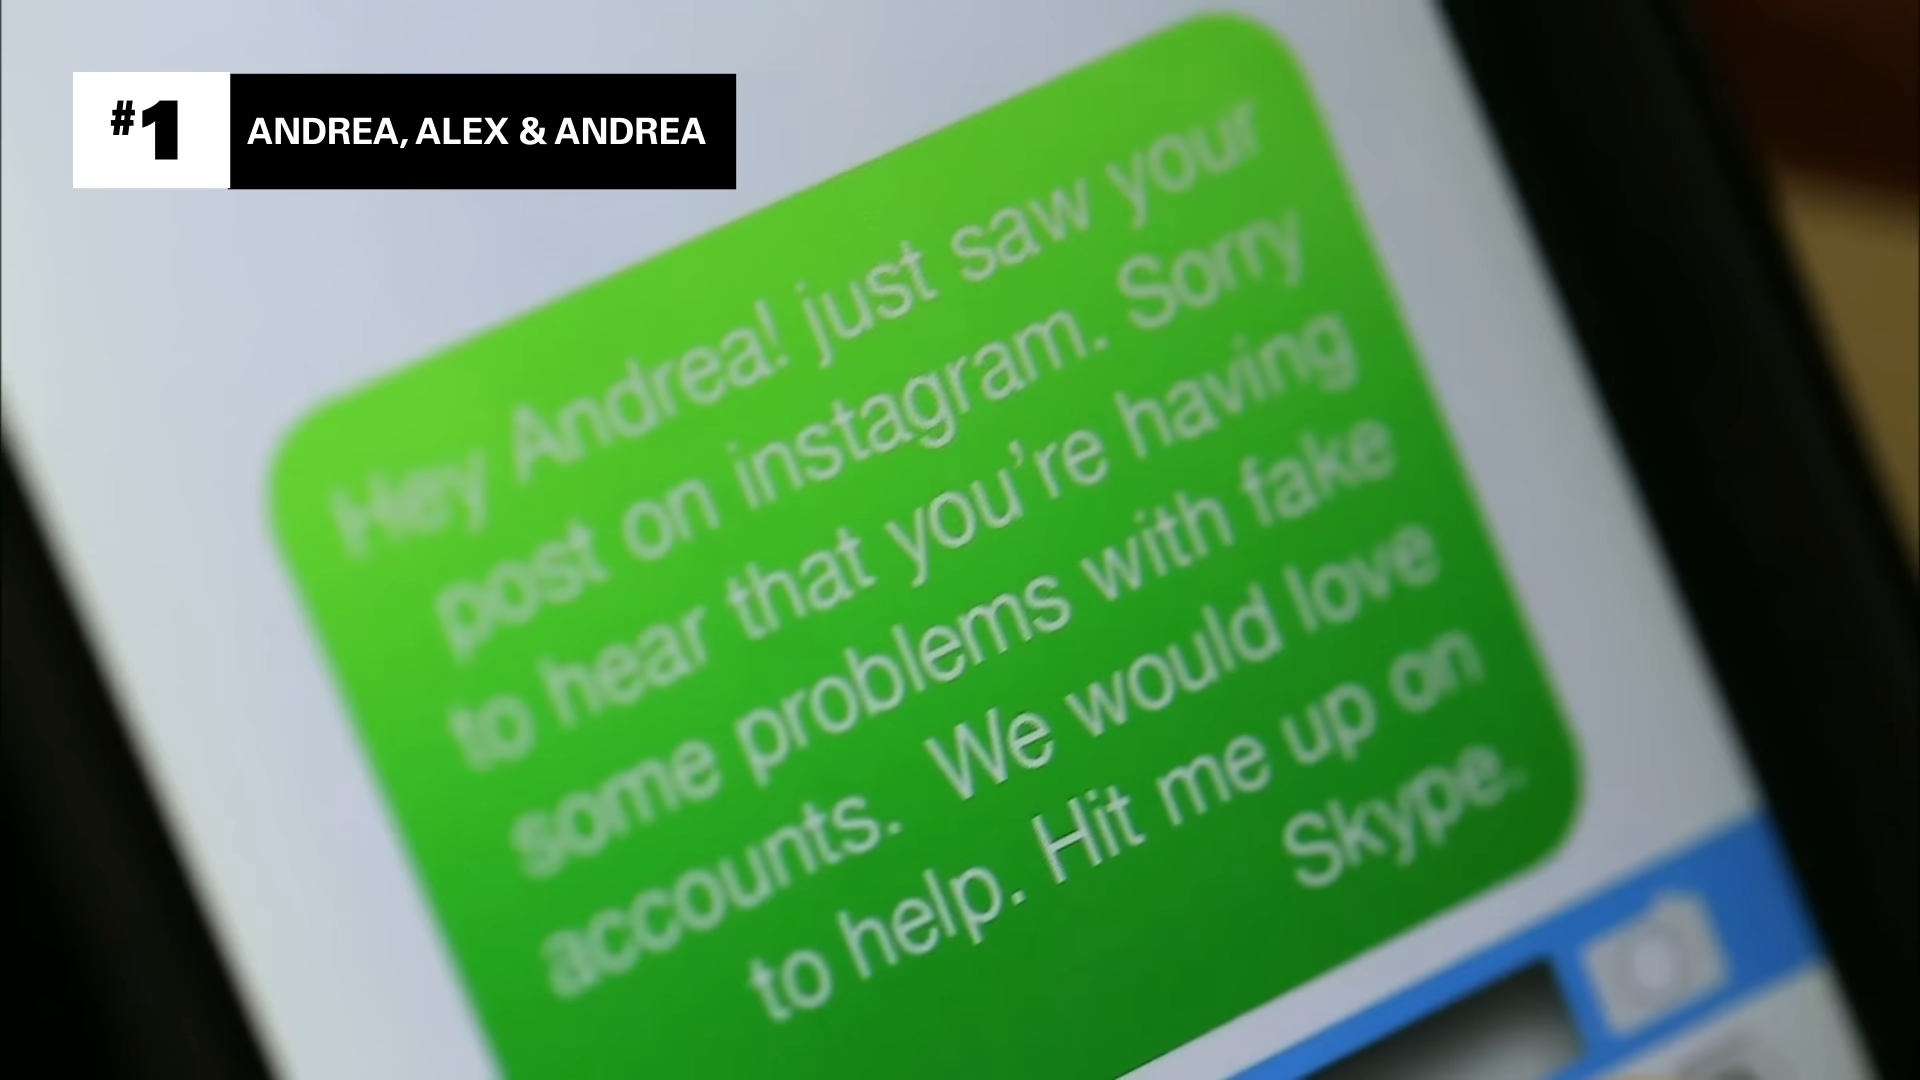 #1 ANDREA, ALEX & ANDREA
Hey Andrea! just saw your
post on instagram. Sorry
to hear that you're having
some problems with fake
accounts. We would love
to help. Hit me up on
Skype.